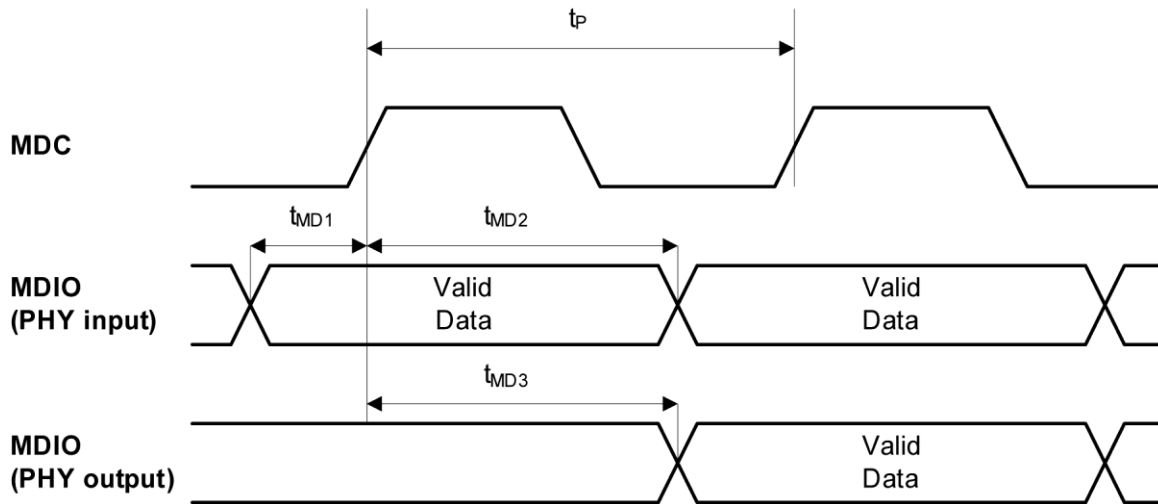 tP
MDC
tMD1
tMD2
MDIO
(PHY input)
Valid
Data
Valid
Data
tMD3
MDIO
(PHY output)
Valid
Data